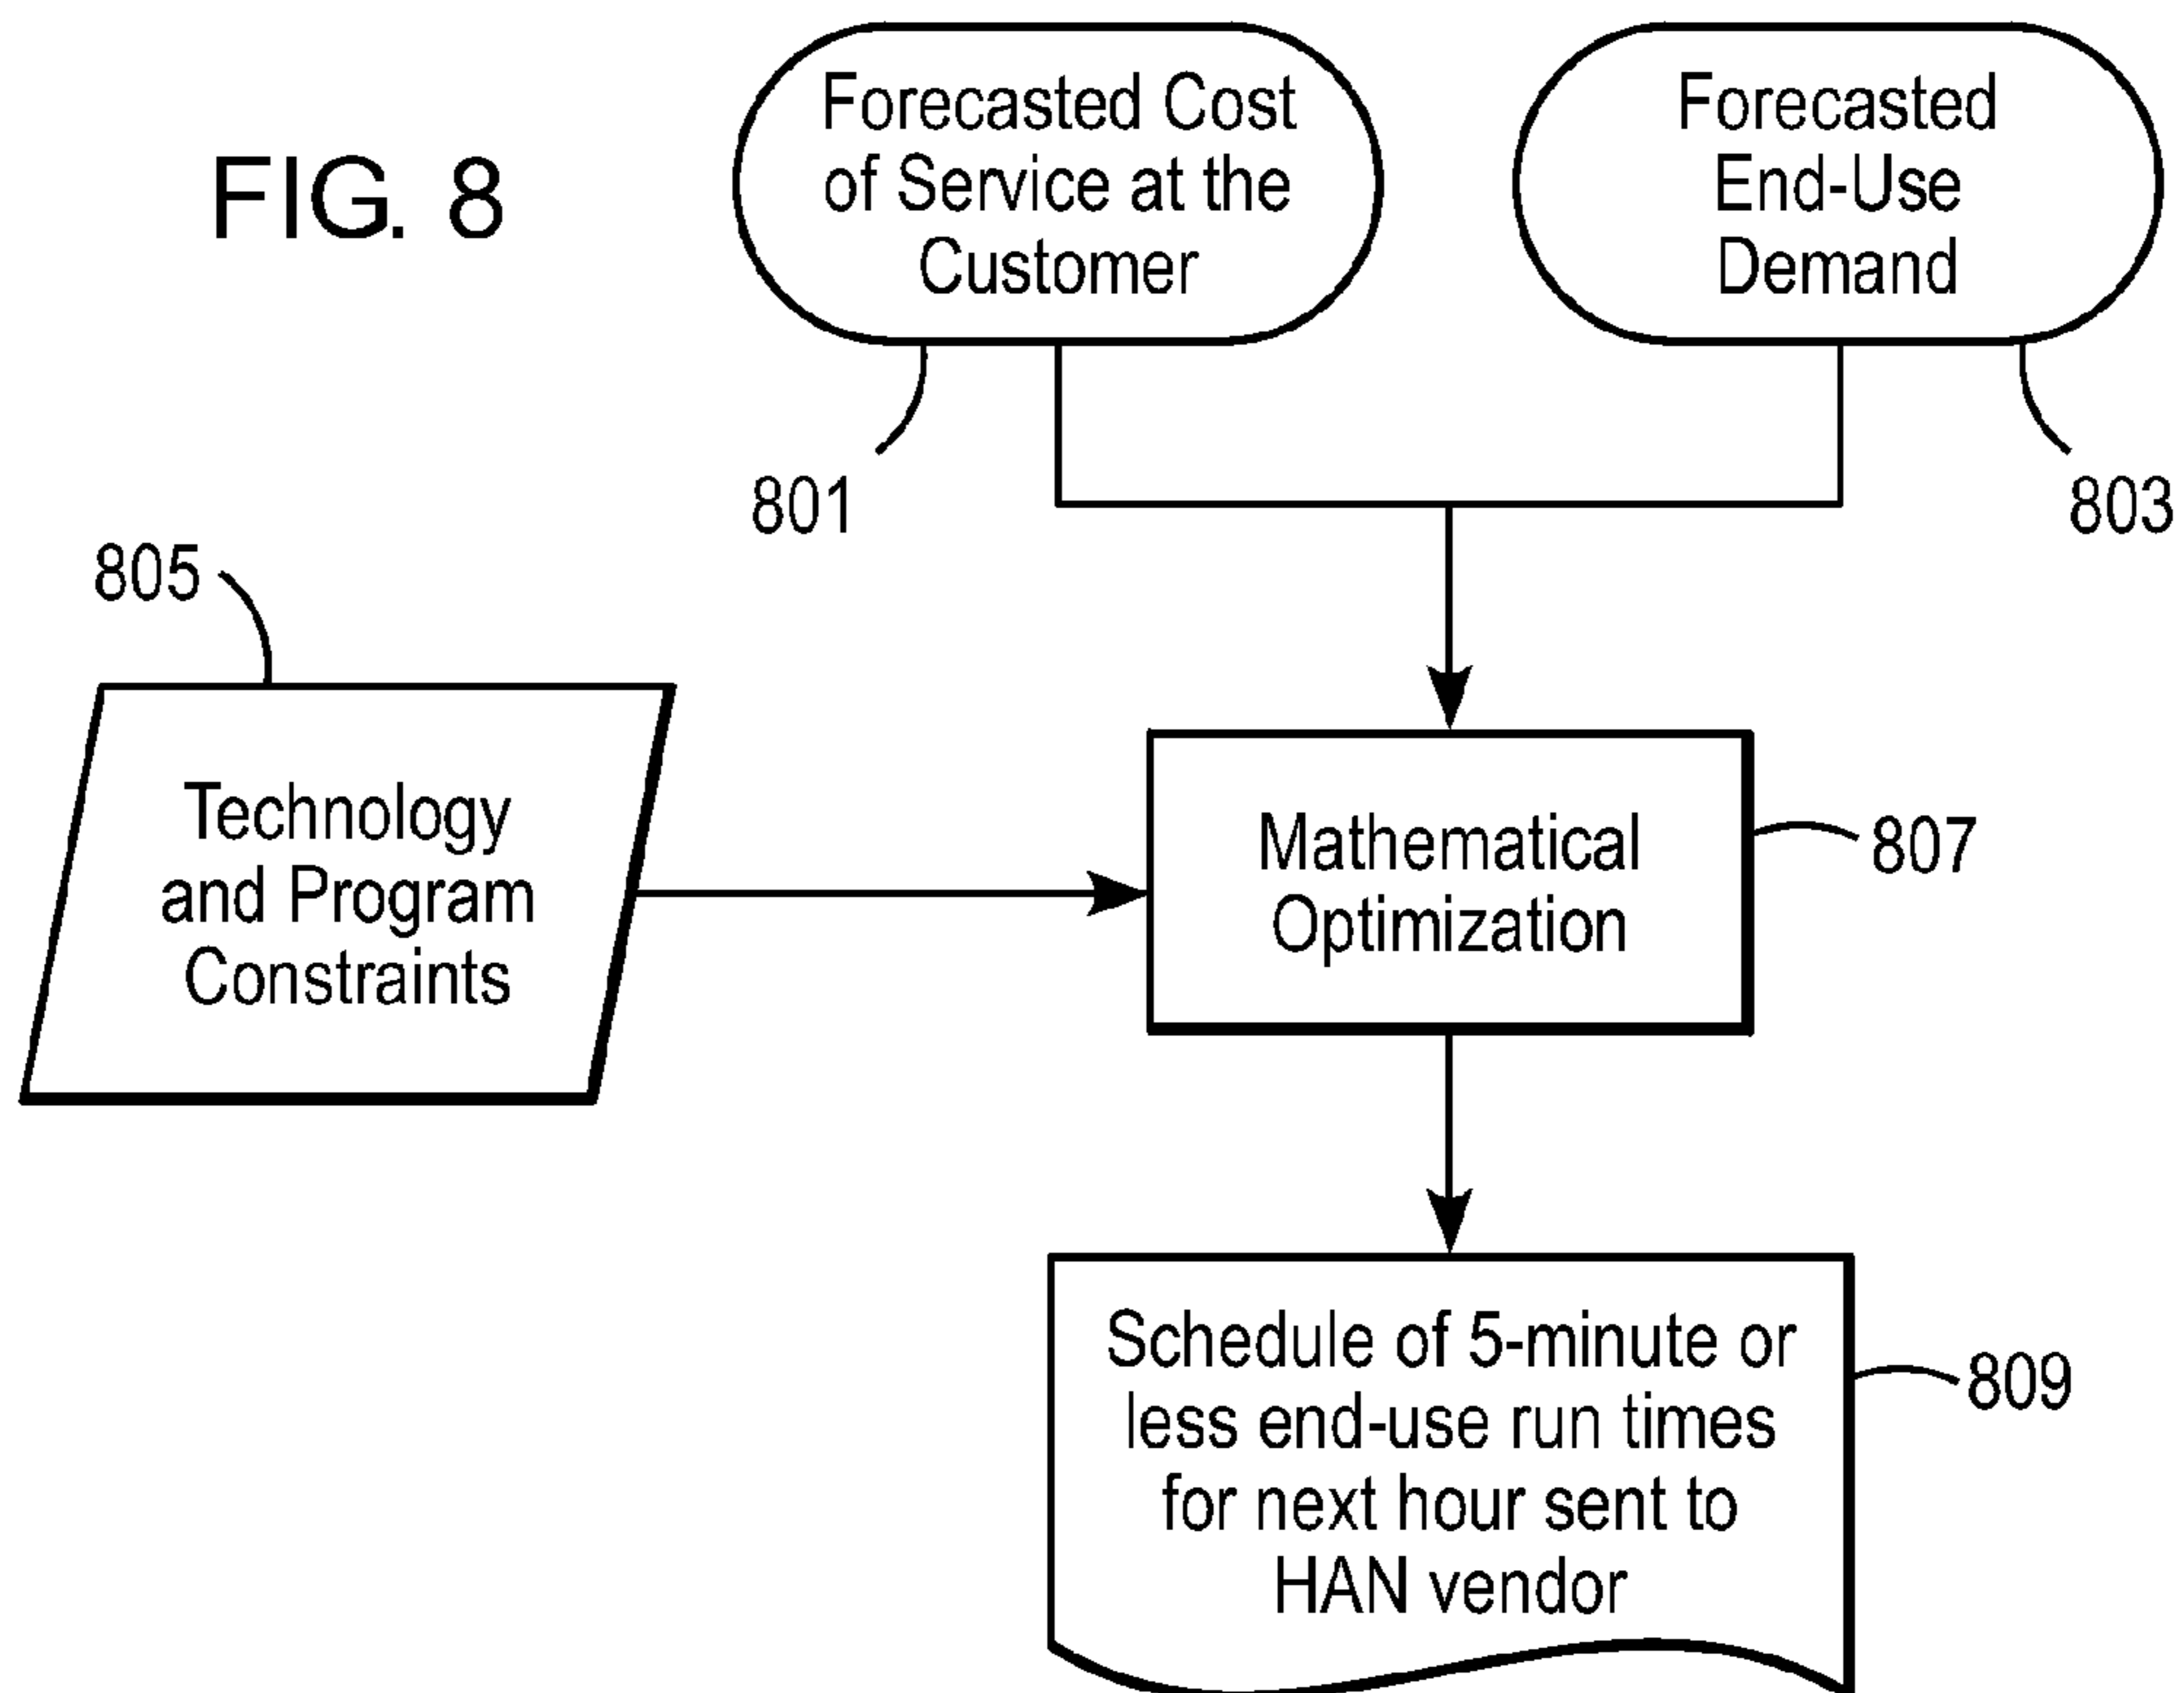 FIG. 8
Forecasted Cost
of Service at the
Customer
Forecasted
End-Use
Demand
801
803
805
Technology
and Program
Constraints
Mathematical
Optimization
807
Schedule of 5-minute or
less end-use run times
for next hour sent to
HAN vendor
809